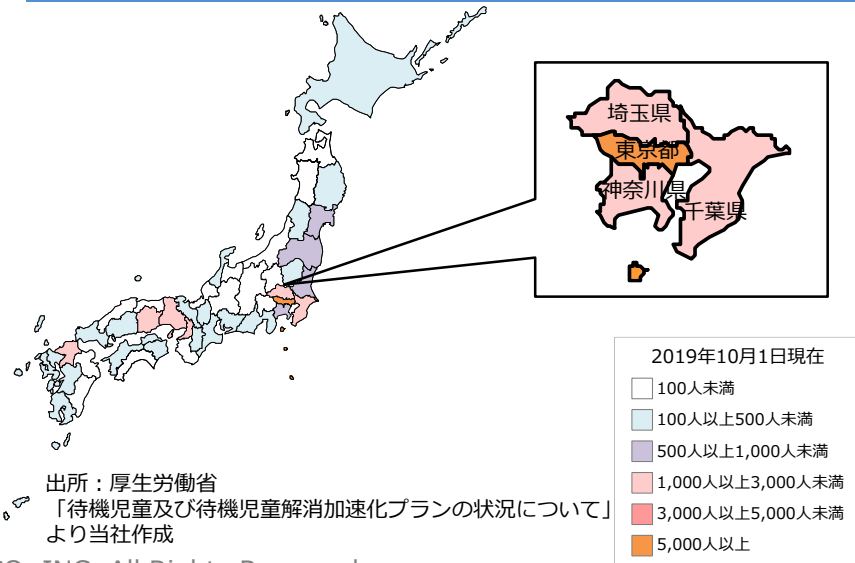 埼玉県
東京都
神奈川県
千葉県
2019年10月1日現在
100人未満
100人以上500人未満
500人以上1,000人未満
1,000人以上3,000人未満
3,000人以上5,000人未満
5,000人以上
出所：厚生労働省
「待機児童及び待機児童解消加速化プランの状況について」
より当社作成
INC. All Rights Reserved